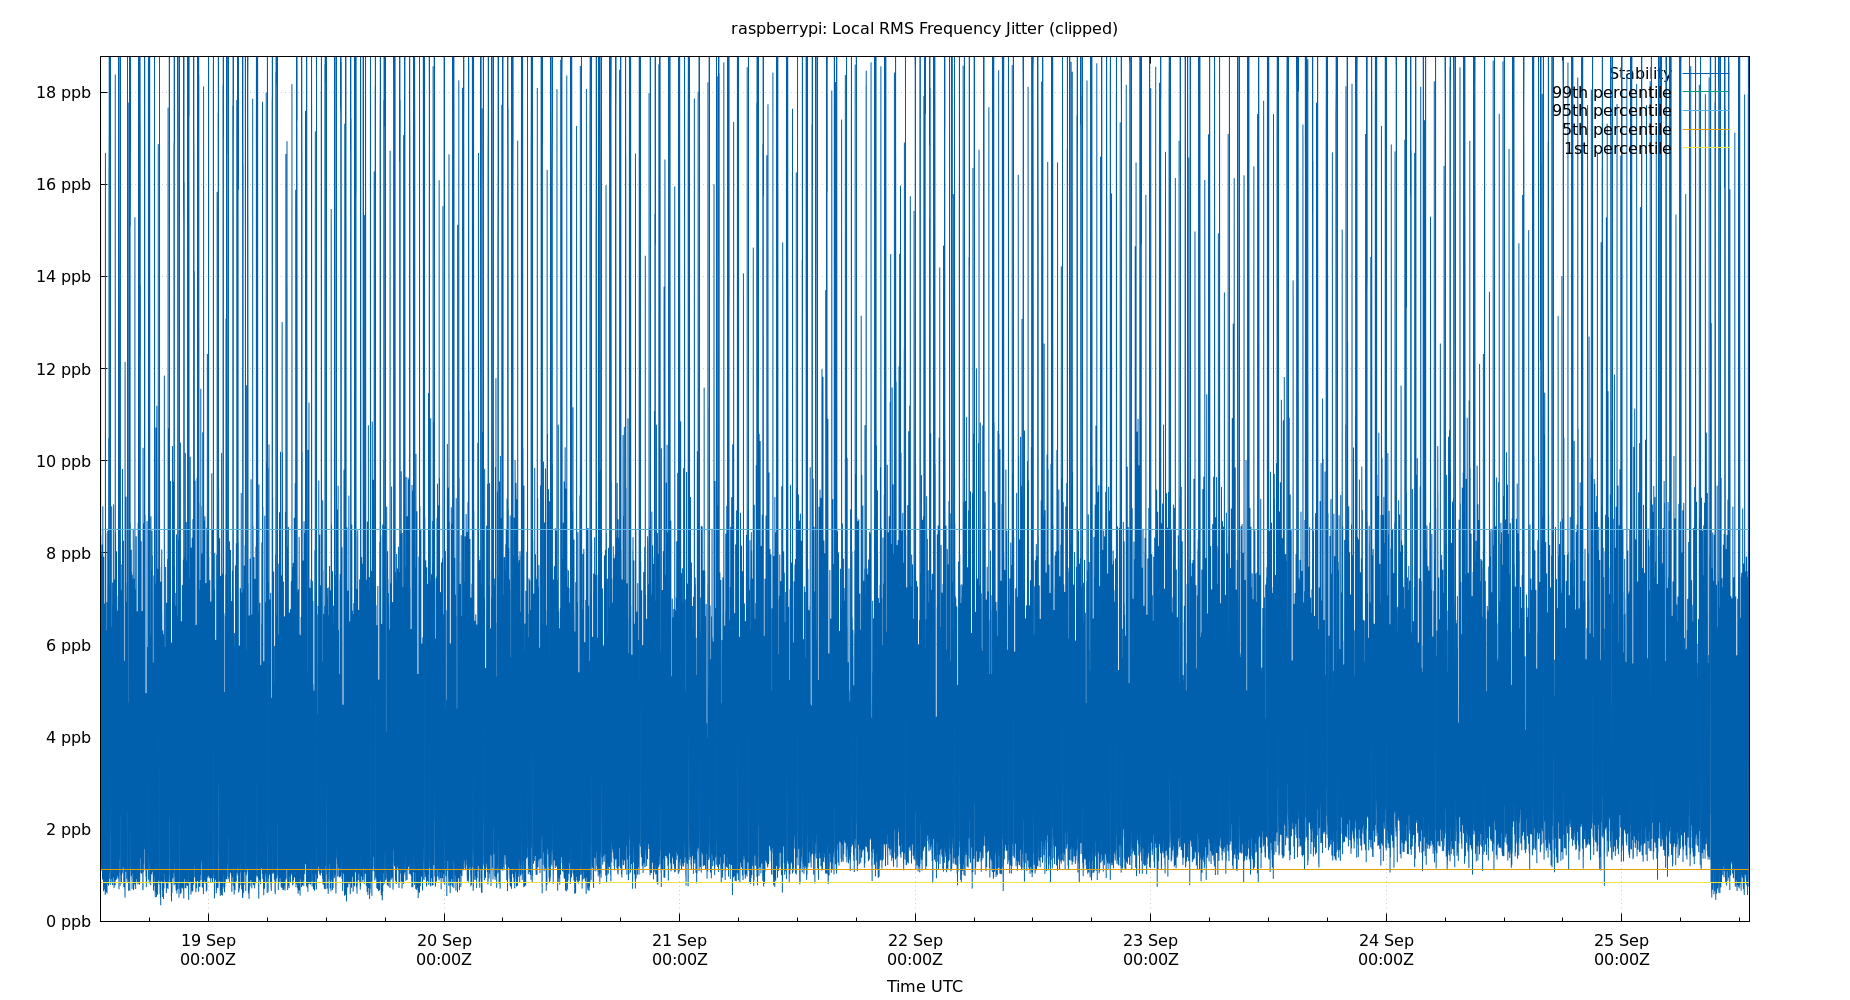 raspberrypi: Local RMS Frequency Jitter (clipped)
Stability
99th percentile
95th percentile
5th percentile
1st percentile
18 ppb
16 ppb
14 ppb
12 ppb
10 ppb
8 ppb
6 ppb
4 ppb
2 ppb
0 ppb
19 Sep 20 Sep 21 Sep 22 Sep 23 Sep 24 Sep 25 Sep
00:00Z 00:00Z 00:00Z 00:00Z 00:00Z 00:00Z 00:00Z
Time UTC